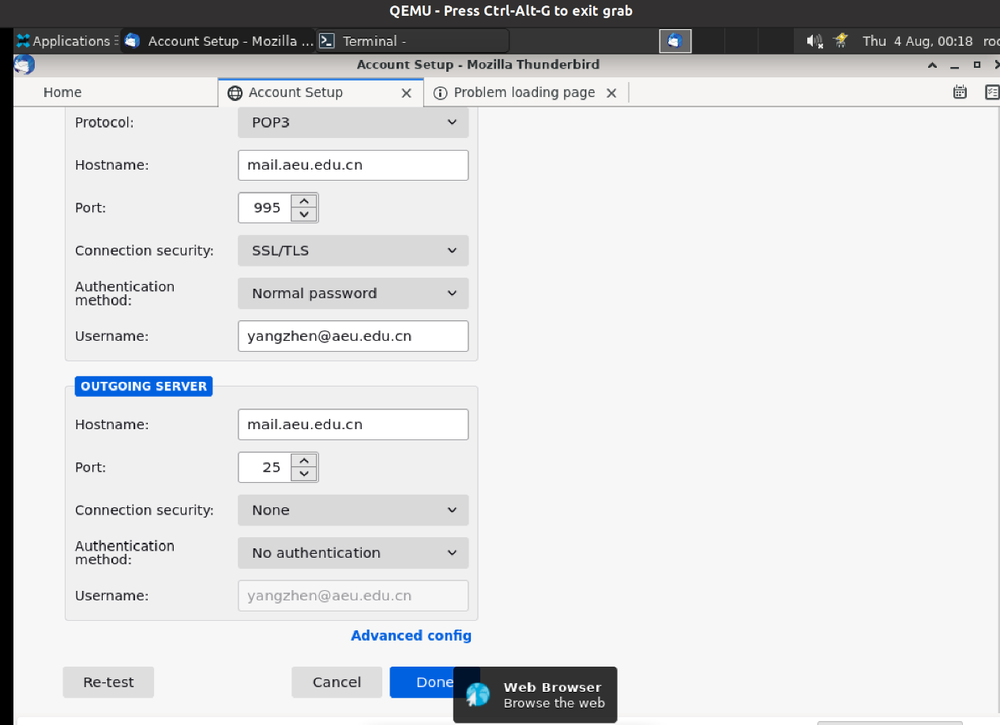 QEMU - Press Ctrl-Alt-G to exit grab
Applications Account Setup - Mozilla ... Terminal - Thu 4 Aug, 00:18 roo
Account Setup - Mozilla Thunderbird
Home Account Setup Problem loading page
Protocol: POP3
Hostname: mail.aeu.edu.cn
Port: 995
Connection security: SSL/TLS
Authentication
method: Normal password
Username: yangzhen@aeu.edu.cn
OUTGOING SERVER
Hostname: mail.aeu.edu.cn
Port: 25
Connection security: None
Authentication
method: No authentication
Username: yangzhen@aeu.edu.cn
Advanced config
Re-test Cancel Done
Web Browser
Browse the web